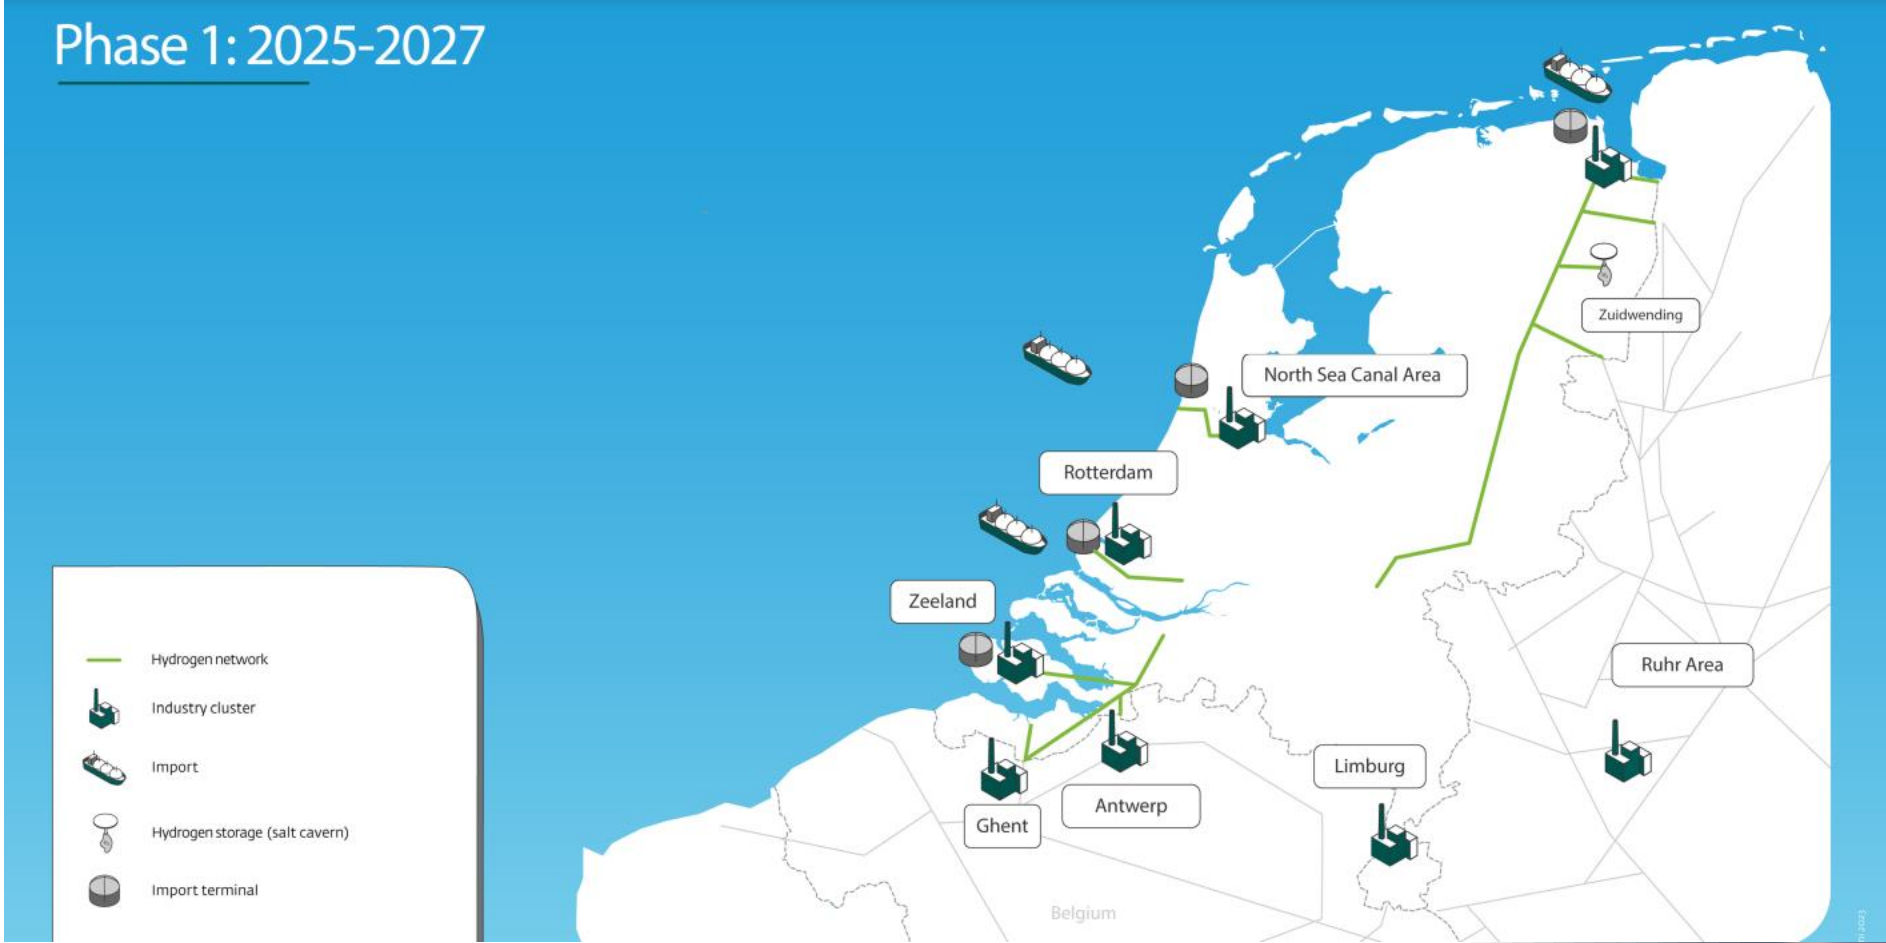 Phase 1: 2025-2027
Zuidwending
North Sea Canal Area
Rotterdam
Zeeland
Ruhr Area
Limburg
Antwerp
Ghent
Belgium
Hydrogen network
Industry cluster
Import
Hydrogen storage (salt cavern)
Import terminal
2023